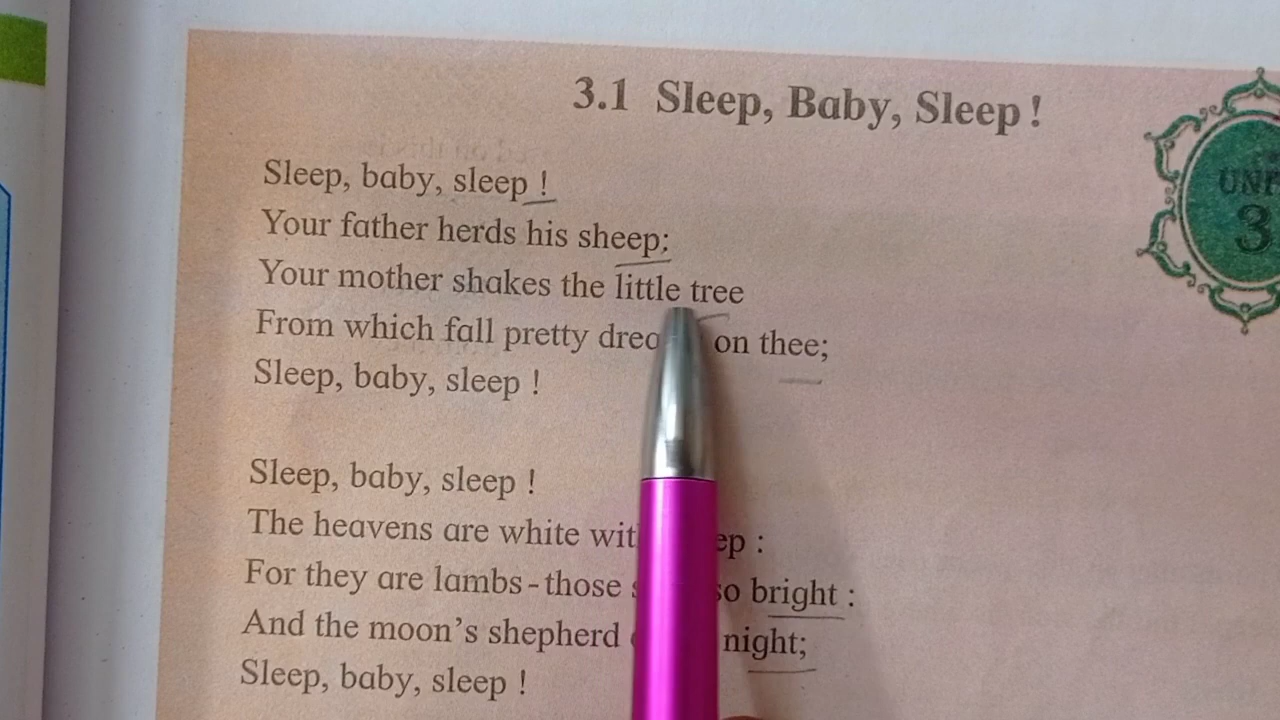 3.1 Sleep, Baby, Sleep !
UNI
3
Sleep, baby, sleep !
Your father herds his sheep;
Your mother shakes the little tree
From which fall pretty on thee;
Sleep, baby, sleep !
Sleep, baby, sleep !
The heavens are white :
For they are lambs - those so bright :
And the moon's shepherd night;
Sleep, baby, sleep !